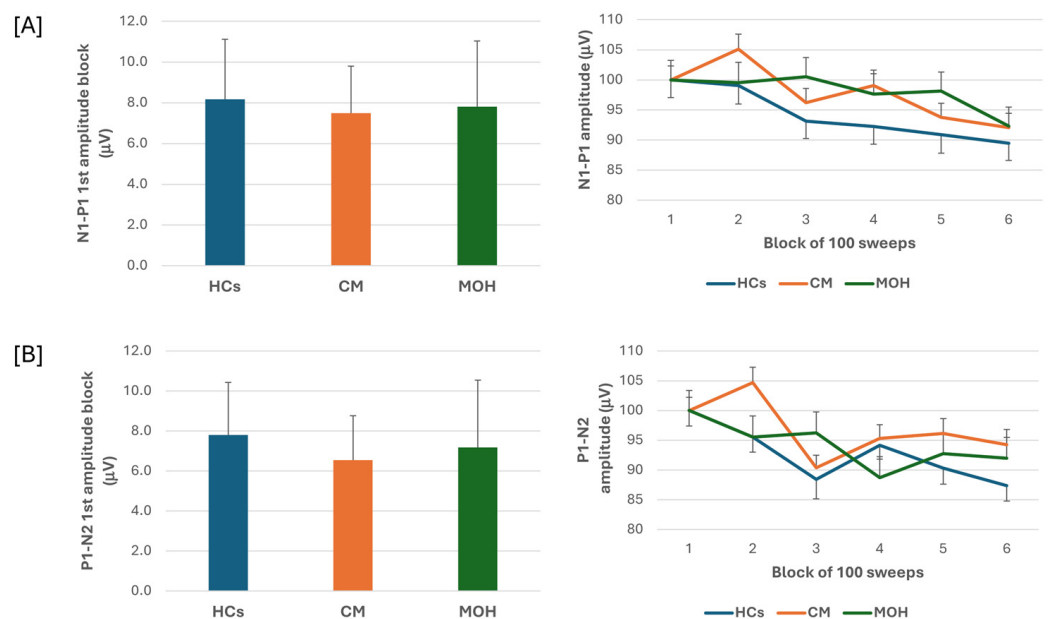 [A]
12.0
10.0
8.0
6.0
4.0
2.0
0.0
N1-P1 1st amplitude block
(µV)
HCs CM MOH
110
105
100
95
90
85
80
N1-P1 amplitude (µV)
1 2 3 4 5 6
Block of 100 sweeps
HCs CM MOH
[B]
12.0
10.0
8.0
6.0
4.0
2.0
0.0
P1-N2 1st amplitude block
(µV)
HCs CM MOH
110
105
100
95
90
85
80
P1-N2
amplitude (µV)
1 2 3 4 5 6
Block of 100 sweeps
HCs CM MOH